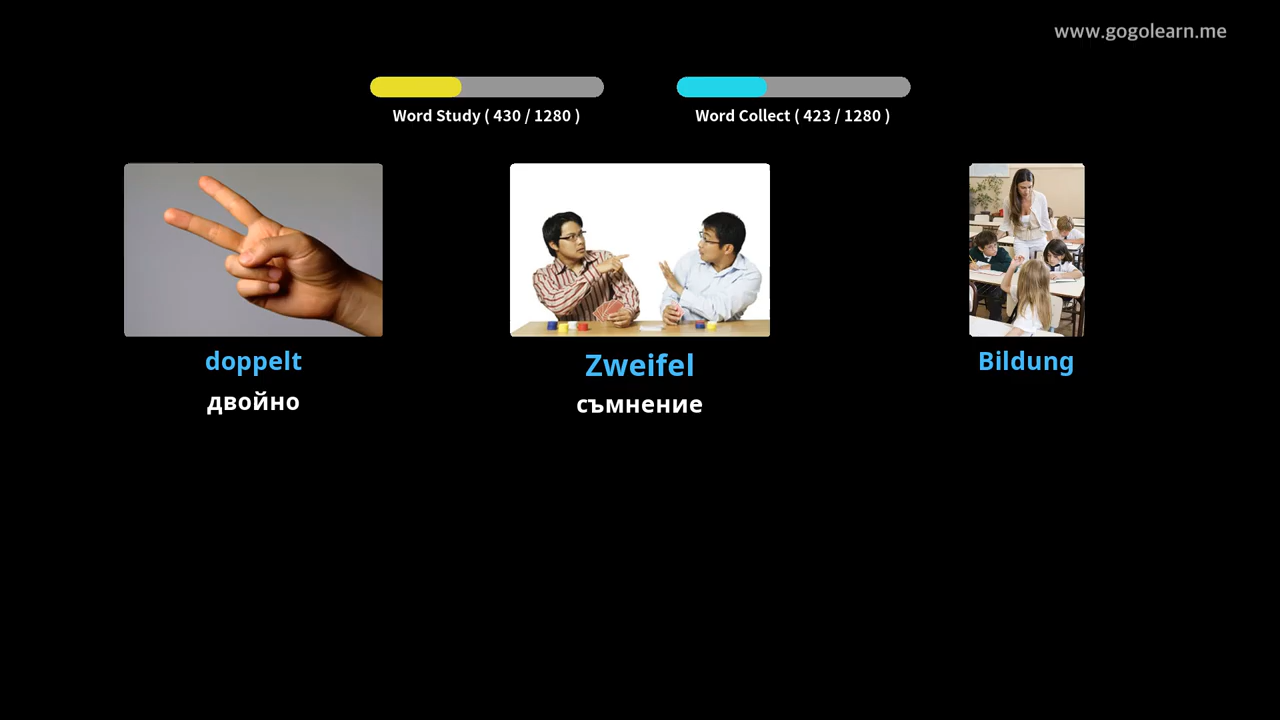 www.gogolearn.me
Word Study ( 430 / 1280 )
Word Collect ( 423 / 1280 )
doppelt
Zweifel
Bildung
двойно
съмнение